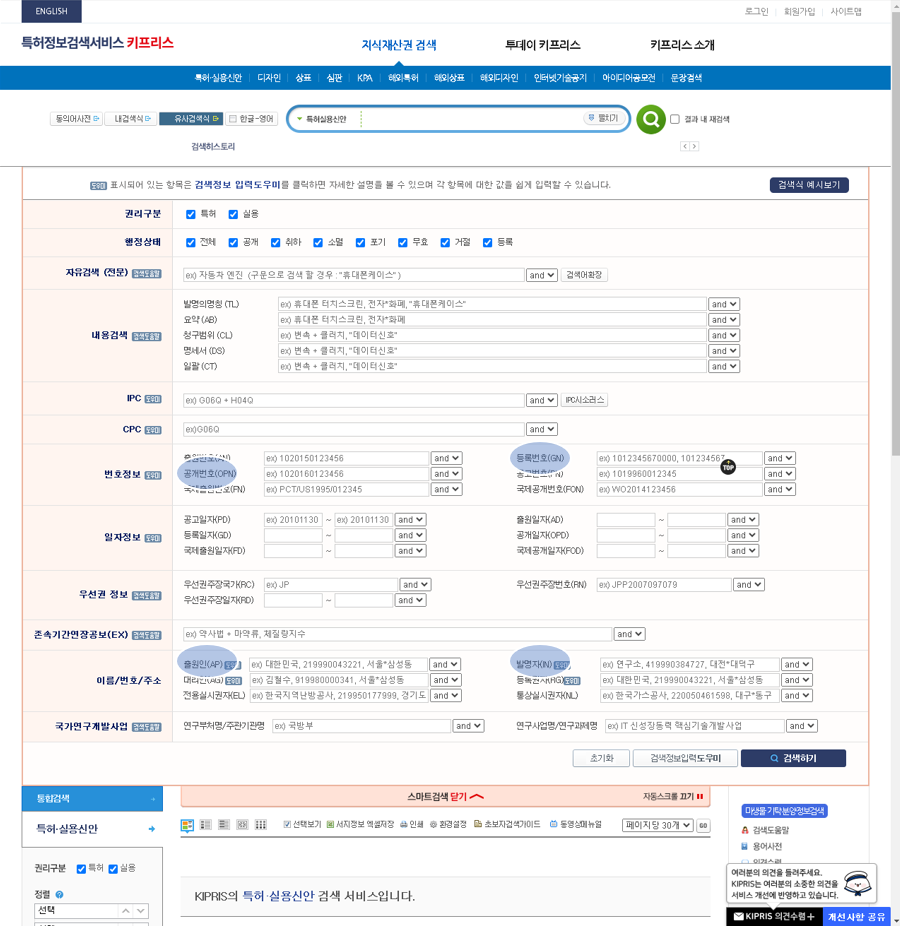 ENGLISH
로그인 회원가입 사이트맵
특허정보검색서비스 키프리스
지식재산권 검색 투데이 키프리스 키프리스 소개
특허·실용신안 디자인 상표 심판 KPA 해외특허 해외상표 해외디자인 인터넷기술공지 아이디어공모전 문장검색
동의어사전 내검색식 유사검색식 한글-영어 특허실용신안 펼치기 결과 내 재검색
검색히스토리
도우미 표시되어 있는 항목은 검색정보 입력도우미를 클릭하면 자세한 설명을 볼 수 있으며 각 항목에 대한 값을 쉽게 입력할 수 있습니다. 검색식 예시보기
권리구분 특허 실용
행정상태 전체 공개 취하 소멸 포기 무효 거절 등록
자유검색 (전문) 검색도움말 ex) 자동차 엔진 (구문으로 검색 할 경우 : "휴대폰케이스" ) and 검색어확장
발명의명칭 (TL) ex) 휴대폰 터치스크린, 전자*화폐, "휴대폰케이스" and
요약 (AB) ex) 휴대폰 터치스크린, 전자*화폐 and
내용검색 검색도움말 청구범위 (CL) ex) 변속 + 클러치, "데이터신호" and
명세서 (DS) ex) 변속 + 클러치, "데이터신호" and
일괄 (CT) ex) 변속 + 클러치, "데이터신호" and
IPC 도우미 ex) G06Q + H04Q and IPC시소러스
CPC 도우미 ex)G06Q and
출원번호(AN) ex) 1020150123456 and 등록번호(GN) ex) 1012345670000, 101234567 and
번호정보 도우미 공개번호(OPN) ex) 1020160123456 and 공고번호(PN) ex) 1019960012345 and
TOP
국제출원번호(FN) ex) PCT/US1995/012345 and 국제공개번호(FON) ex) WO2014123456 and
공고일자(PD) ex) 20101130 ~ ex) 20101130 and 출원일자(AD) ~ and
일자정보 도우미 등록일자(GD) ~ and 공개일자(OPD) ~ and
국제출원일자(FD) ~ and 국제공개일자(FOD) ~ and
우선권 정보 검색도움말 우선권주장국가(RC) ex) JP and 우선권주장번호(RN) ex) JPP2007097079 and
우선권주장일자(RD) ~ and
존속기간연장공보(EX) 검색도움말 ex) 약사법 + 마약류, 체질량지수 and
출원인(AP) 도우미 ex) 대한민국, 219990043221, 서울*삼성동 and 발명자(IN) 도우미 ex) 연구소, 419990384727, 대전*대덕구 and
이름/번호/주소 대리인(AG) 도우미 ex) 김철수, 919980000341, 서울*삼성동 and 등록권자(RG) 도우미 ex) 대한민국, 219990043221, 서울*삼성동 and
전용실시권자(EL) ex) 한국지역난방공사, 219950177999, 경기도 and 통상실시권자(NL) ex) 한국가스공사, 220050461598, 대구*동구 and
국가연구개발사업 검색도움말 연구부처명/주관기관명 ex) 국방부 and 연구사업명/연구과제명 ex) IT 신성장동력 핵심기술개발사업 and
초기화 검색정보입력도우미 검색하기
통합검색 스마트검색 닫기 자동스크롤 끄기
특허·실용신안 선택보기 서지정보 엑셀저장 인쇄 환경설정 초보자검색가이드 동영상매뉴얼 페이지당 30개 GO
미생물·기탁·분양정보검색
검색도움말
용어사전
의견수렴
권리구분 특허 실용
정렬
선택
KIPRIS의 특허·실용신안 검색 서비스입니다.
여러분의 의견을 들려주세요.
KIPRIS는 여러분의 소중한 의견을
서비스 개선에 반영하고 있습니다.
KIPRIS 의견수렴+ 개선사항 공유